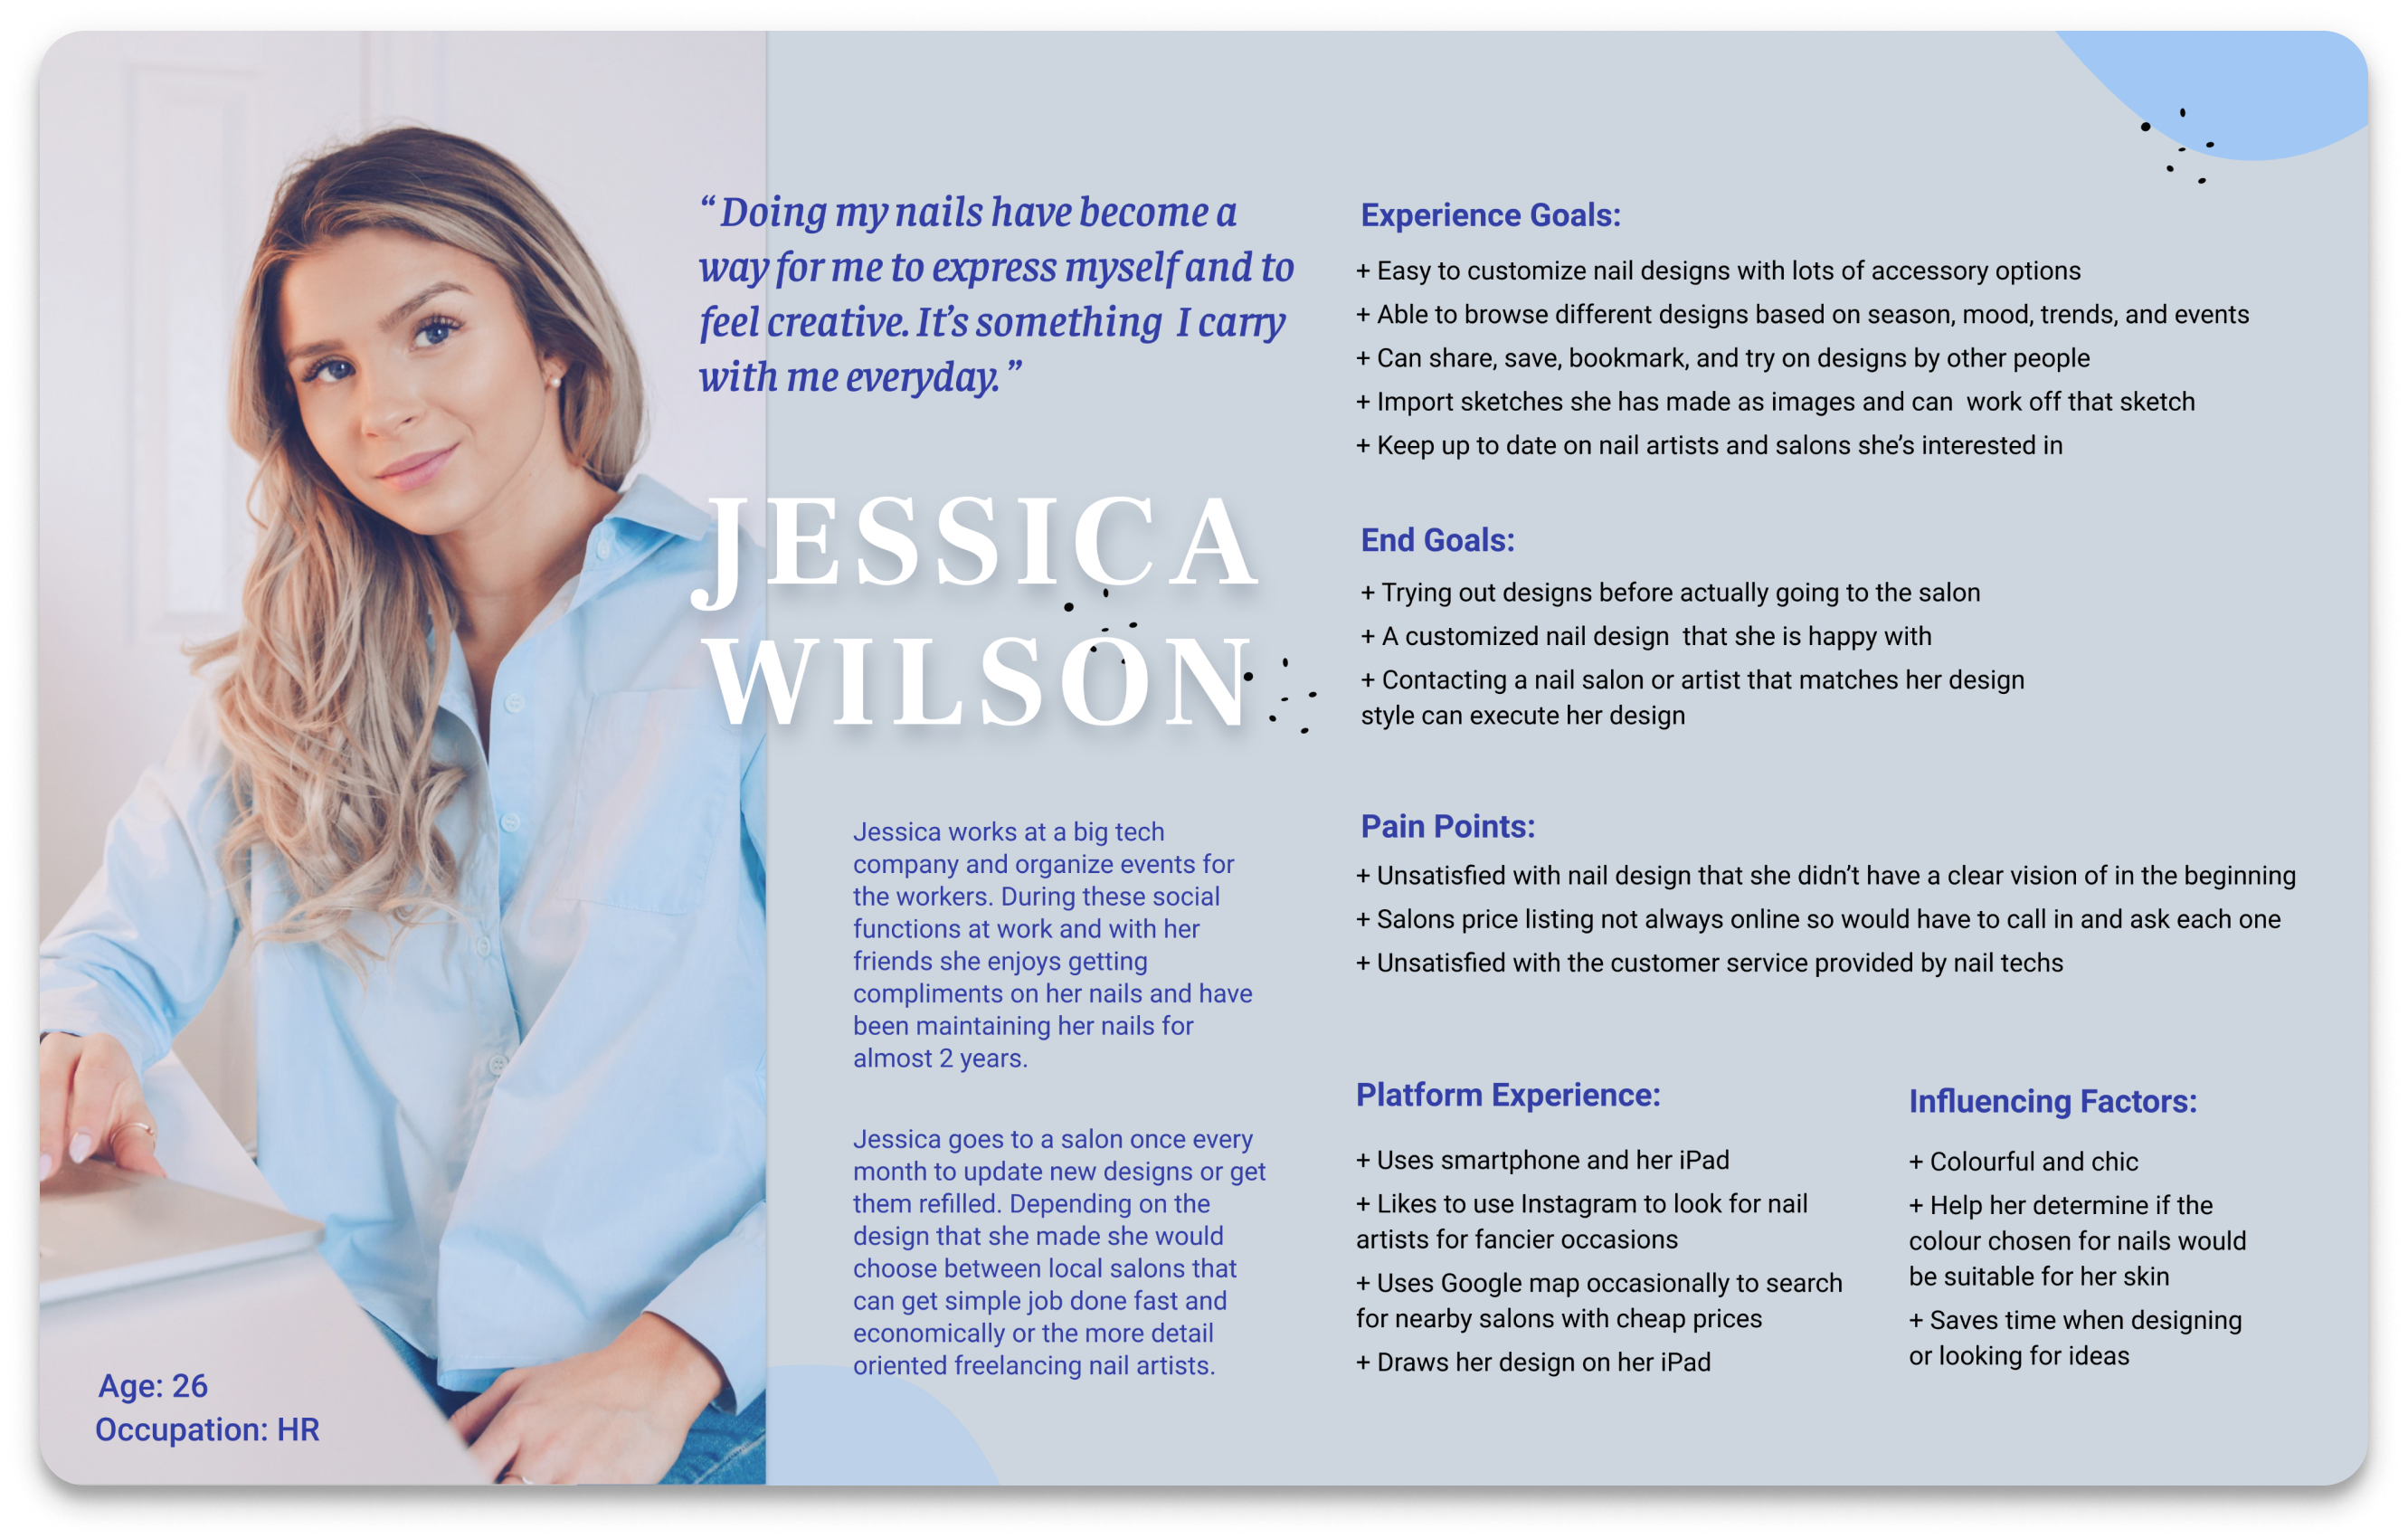 “ Doing my nails have become a
way for me to express myself and to
feel creative. It’s something  I carry
with me everyday. ”
JESSICA
WILSON
Jessica works at a big tech
company and organize events for
the workers. During these social
functions at work and with her
friends she enjoys getting
compliments on her nails and have
been maintaining her nails for
almost 2 years.
Jessica goes to a salon once every
month to update new designs or get
them refilled. Depending on the
design that she made she would
choose between local salons that
can get simple job done fast and
economically or the more detail
oriented freelancing nail artists.
Age: 26
Occupation: HR
Experience Goals:
+ Easy to customize nail designs with lots of accessory options
+ Able to browse different designs based on season, mood, trends, and events
+ Can share, save, bookmark, and try on designs by other people
+ Import sketches she has made as images and can  work off that sketch
+ Keep up to date on nail artists and salons she’s interested in
End Goals:
+ Trying out designs before actually going to the salon
+ A customized nail design  that she is happy with
+ Contacting a nail salon or artist that matches her design
style can execute her design
Pain Points:
+ Unsatisfied with nail design that she didn’t have a clear vision of in the beginning
+ Salons price listing not always online so would have to call in and ask each one
+ Unsatisfied with the customer service provided by nail techs
Platform Experience:
+ Uses smartphone and her iPad
+ Likes to use Instagram to look for nail
artists for fancier occasions
+ Uses Google map occasionally to search
for nearby salons with cheap prices
+ Draws her design on her iPad
Influencing Factors:
+ Colourful and chic
+ Help her determine if the
colour chosen for nails would
be suitable for her skin
+ Saves time when designing
or looking for ideas